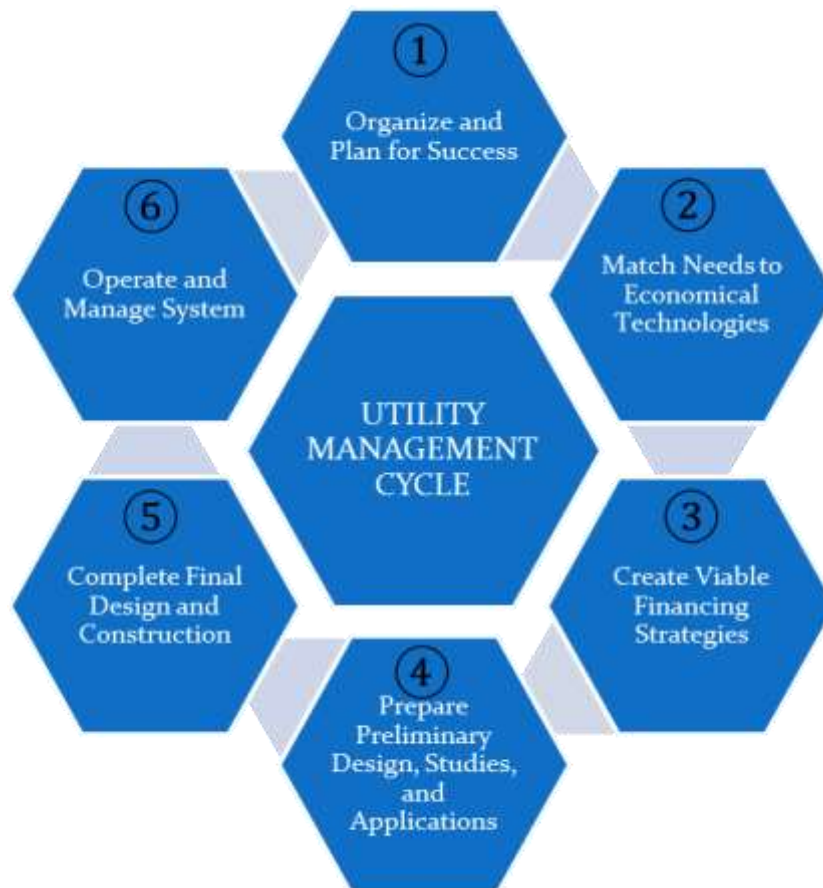 ①
Organize and
Plan for Success
②
Match Needs to
Economical
Technologies
③
Create Viable
Financing
Strategies
④
Prepare
Preliminary
Design, Studies,
and
Applications
⑤
Complete Final
Design and
Construction
⑥
Operate and
Manage System
UTILITY
MANAGEMENT
CYCLE